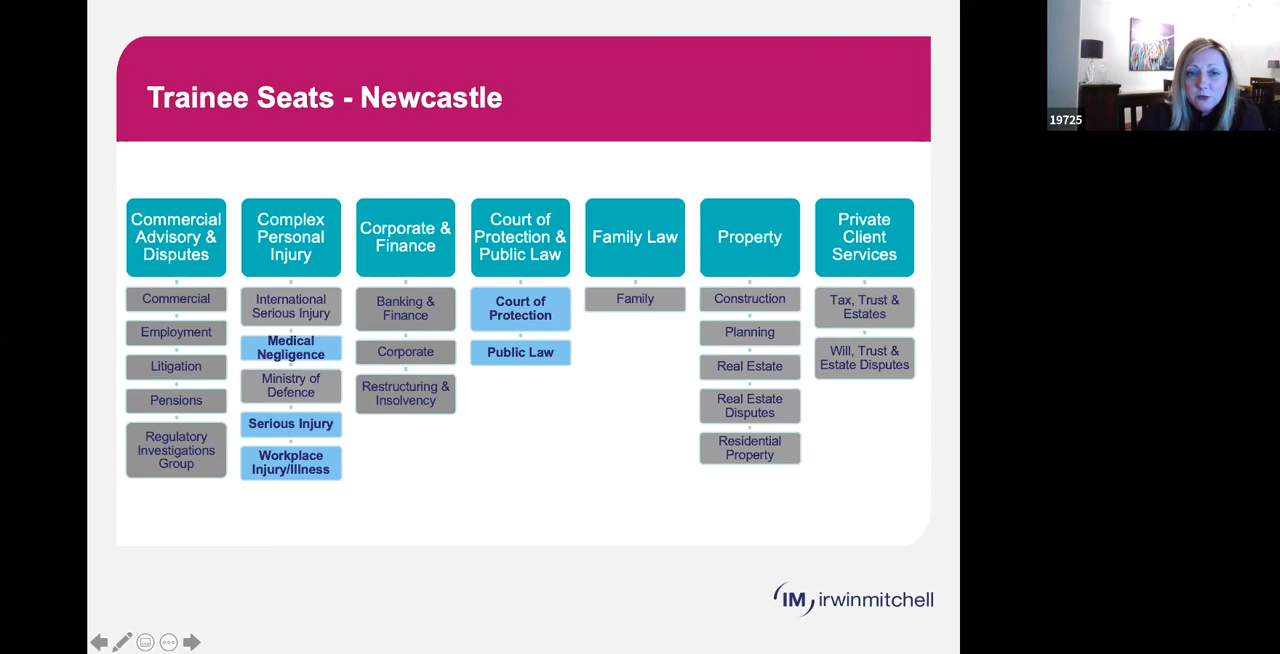 Trainee Seats - Newcastle
Commercial
Advisory &
Disputes
Commercial
Employment
Litigation
Pensions
Regulatory
Investigations
Group
Complex
Personal
Injury
International
Serious Injury
Medical
Negligence
Ministry of
Defence
Serious Injury
Workplace
Injury/Illness
Corporate &
Finance
Banking &
Finance
Corporate
Restructuring &
Insolvency
Court of
Protection &
Public Law
Court of
Protection
Public Law
Family Law
Family
Property
Construction
Planning
Real Estate
Real Estate
Disputes
Residential
Property
Private
Client
Services
Tax, Trust &
Estates
Will, Trust &
Estate Disputes
IM irwinmitchell
19725